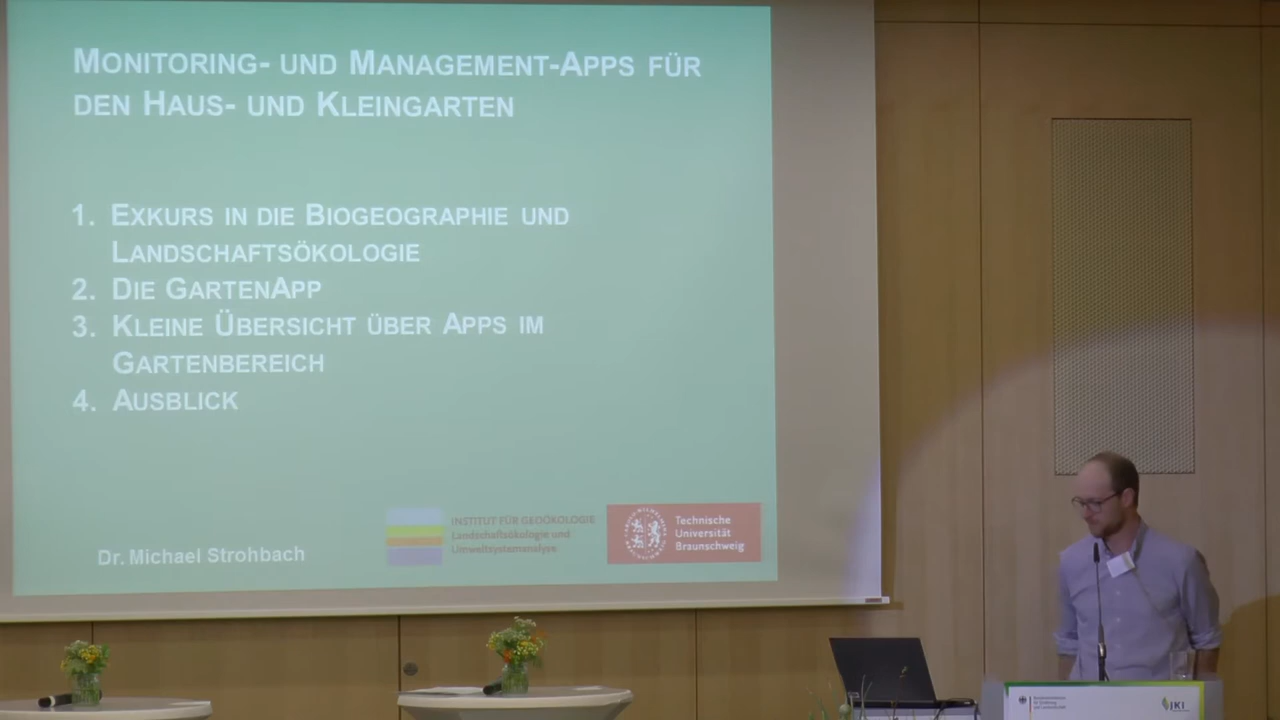 MONITORING- UND MANAGEMENT-APPS FÜR
DEN HAUS- UND KLEINGARTEN
1. EXKURS IN DIE BIOGEOGRAPHIE UND
LANDSCHAFTSÖKOLOGIE
2. DIE GARTENAPP
3. KLEINE ÜBERSICHT ÜBER APPS IM
GARTENBEREICH
4. AUSBLICK
Dr. Michael Strohbach
INSTITUT FÜR GEOÖKOLOGIE
Landschaftsökologie und
Umweltsystemanalyse
Technische
Universität
Braunschweig
JKI